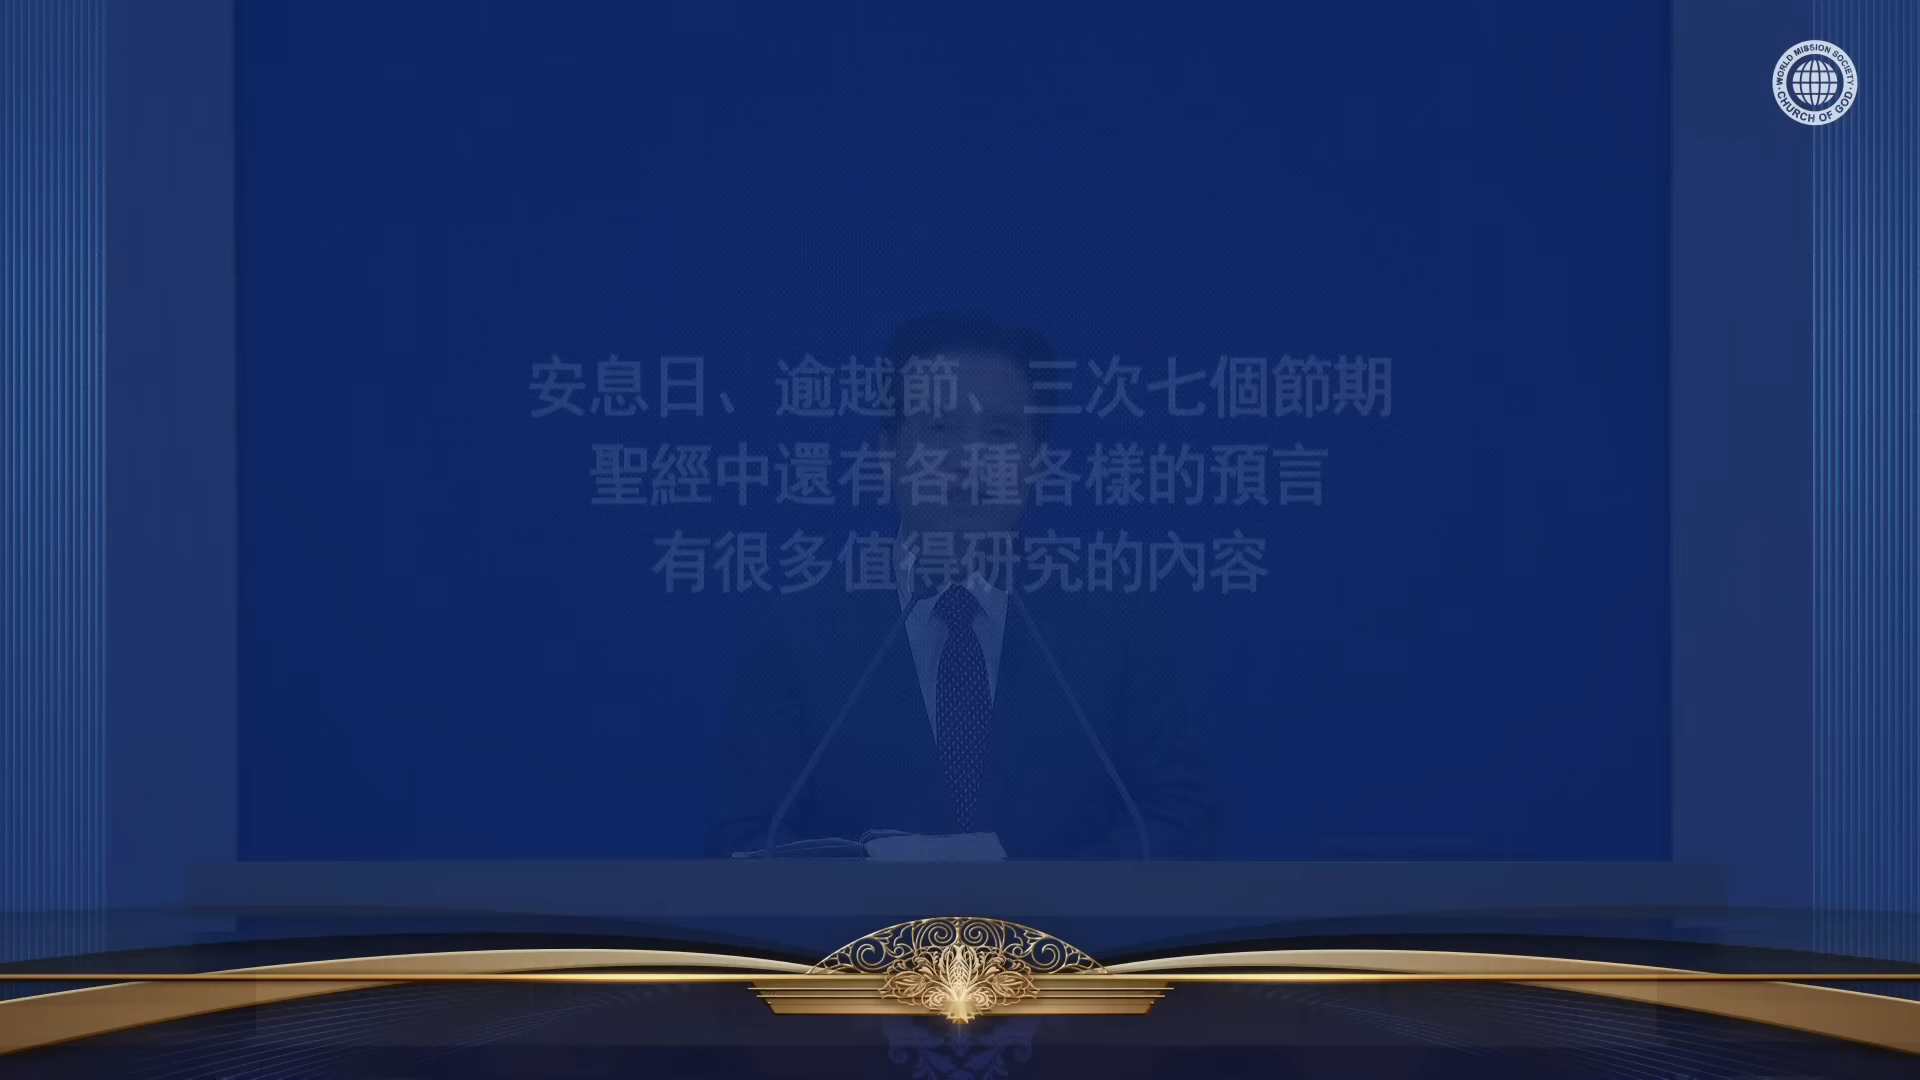 WORLD MISSION SOCIETY
CHURCH OF GOD
安息日、逾越節、三次七個節期
聖經中還有各種各樣的預言
有很多值得研究的內容